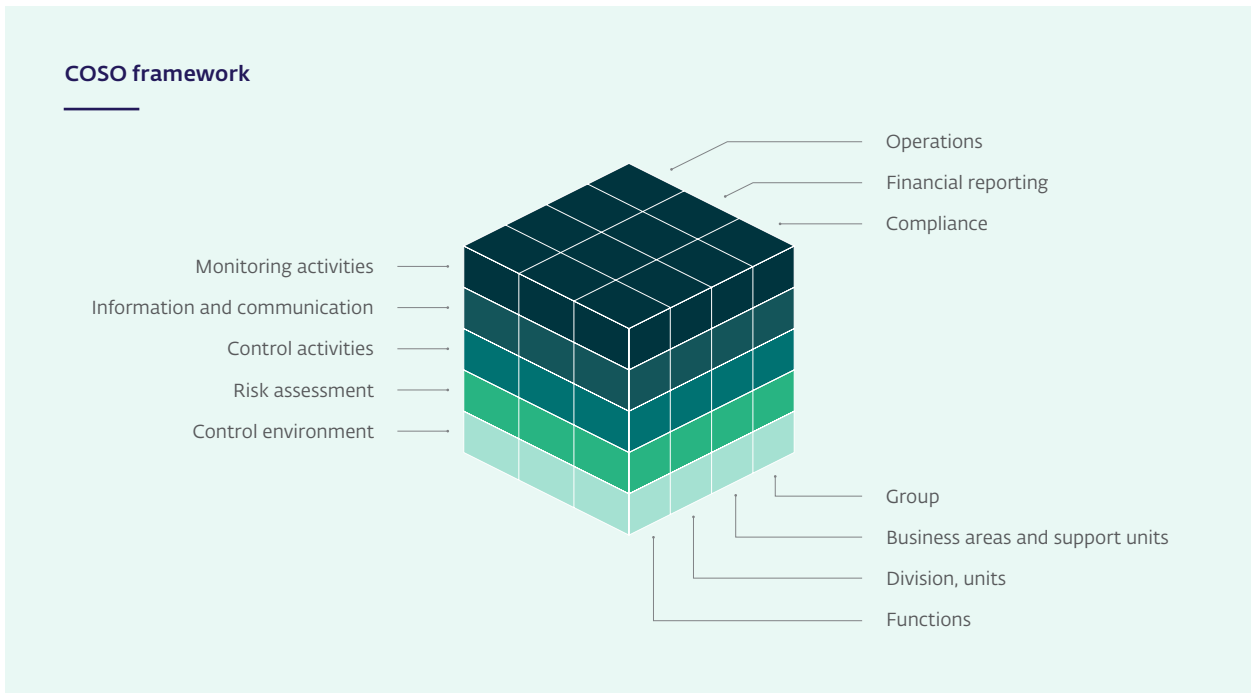 COSO framework
Operations
Financial reporting
Compliance
Monitoring activities
Information and communication
Control activities
Risk assessment
Control environment
Group
Business areas and support units
Division, units
Functions